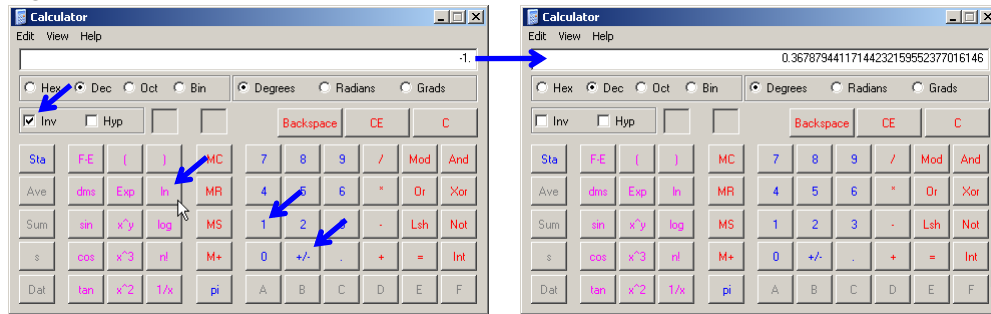 Calculator
Edit View Help
-1.
Hex Dec Oct Bin Degrees Radians Grads
Inv Hyp Backspace CE C
Sta F-E ( ) MC 7 8 9 / Mod And
Ave dms Exp ln MR 4 5 6 * Or Xor
Sum sin x^y log MS 1 2 3 - Lsh Not
s cos x^3 n! M+ 0 +/- . + = Int
Dat tan x^2 1/x pi A B C D E F
Calculator
Edit View Help
0.36787944117144232159552377016146
Hex Dec Oct Bin Degrees Radians Grads
Inv Hyp Backspace CE C
Sta F-E ( ) MC 7 8 9 / Mod And
Ave dms Exp ln MR 4 5 6 * Or Xor
Sum sin x^y log MS 1 2 3 - Lsh Not
s cos x^3 n! M+ 0 +/- . + = Int
Dat tan x^2 1/x pi A B C D E F